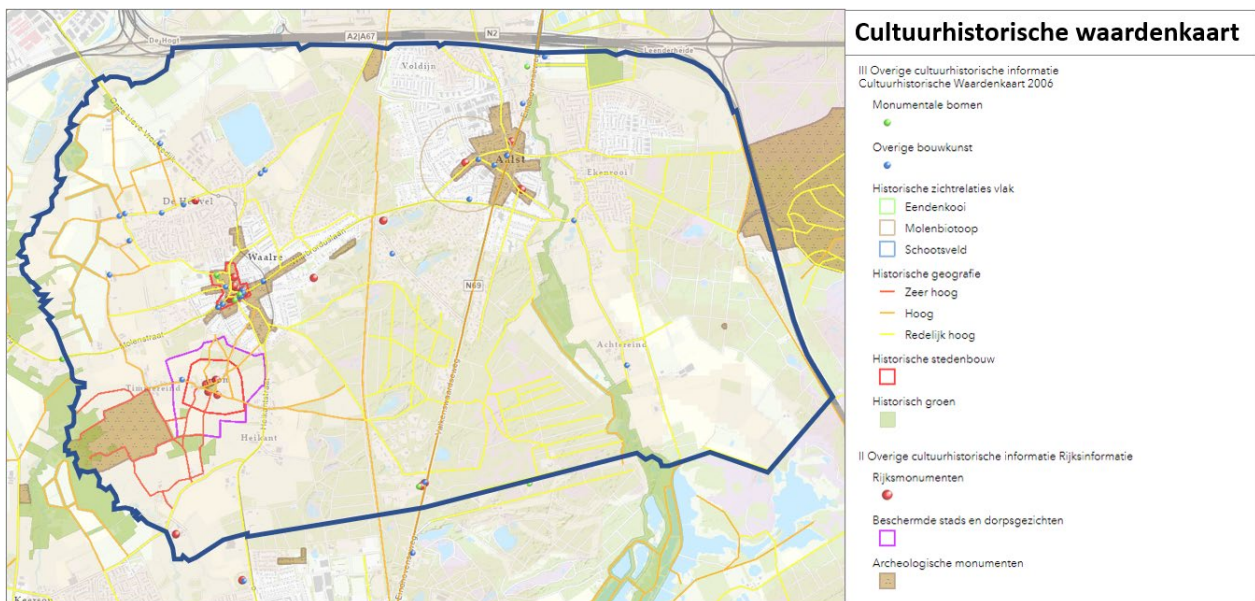 Cultuurhistorische waardenkaart
III Overige cultuurhistorische informatie
Cultuurhistorische Waardenkaart 2006
Monumentale bomen
Overige bouwkunst
Historische zichtrelaties vlak
Eendenkooi
Molenbiotoop
Schootsveld
Historische geografie
Zeer hoog
Hoog
Redelijk hoog
Historische stedenbouw
Historisch groen
II Overige cultuurhistorische informatie Rijksinformatie
Rijksmonumenten
Beschermde stads en dorpsgezichten
Archeologische monumenten
De Hogt
A2|A67
N2
Leenderheide
Voldijn
Aalst
Ekenrooi
Waalre
N69
Achtereind
Heikant